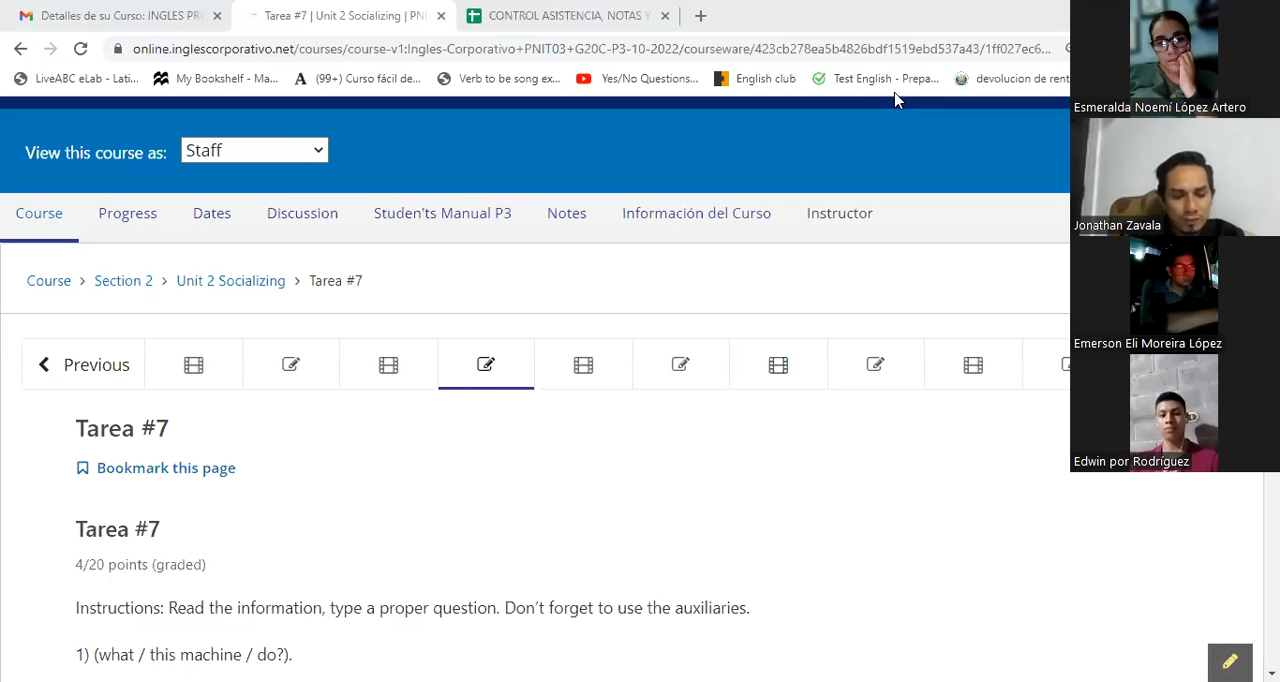 Detalles de su Curso: INGLES PR
Tarea #7 | Unit 2 Socializing | PNI
CONTROL ASISTENCIA, NOTAS Y
online.inglescorporativo.net/courses/course-v1:Ingles-Corporativo+PNIT03+G20C-P3-10-2022/courseware/423cb278ea5b4826bdf1519ebd537a43/1ff027ec6...
LiveABC eLab - Lati...
My Bookshelf - Ma...
(99+) Curso fácil de...
Verb to be song ex...
Yes/No Questions...
English club
Test English - Prepa...
devolucion de rent
Esmeralda Noemí López Artero
View this course as:
Staff
Jonathan Zavala
Course
Progress
Dates
Discussion
Studen'ts Manual P3
Notes
Información del Curso
Instructor
Course > Section 2 > Unit 2 Socializing > Tarea #7
Emerson Eli Moreira López
Previous
Tarea #7
Bookmark this page
Edwin por Rodríguez
Tarea #7
4/20 points (graded)
Instructions: Read the information, type a proper question. Don't forget to use the auxiliaries.
1) (what / this machine / do?).